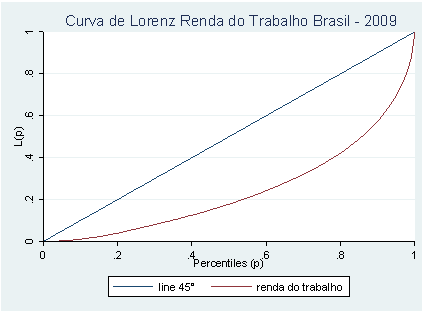 Curva de Lorenz Renda do Trabalho Brasil - 2009
L(p)
1
.8
.6
.4
.2
0
0 .2 .4 .6 .8 1
Percentiles (p)
line 45° renda do trabalho